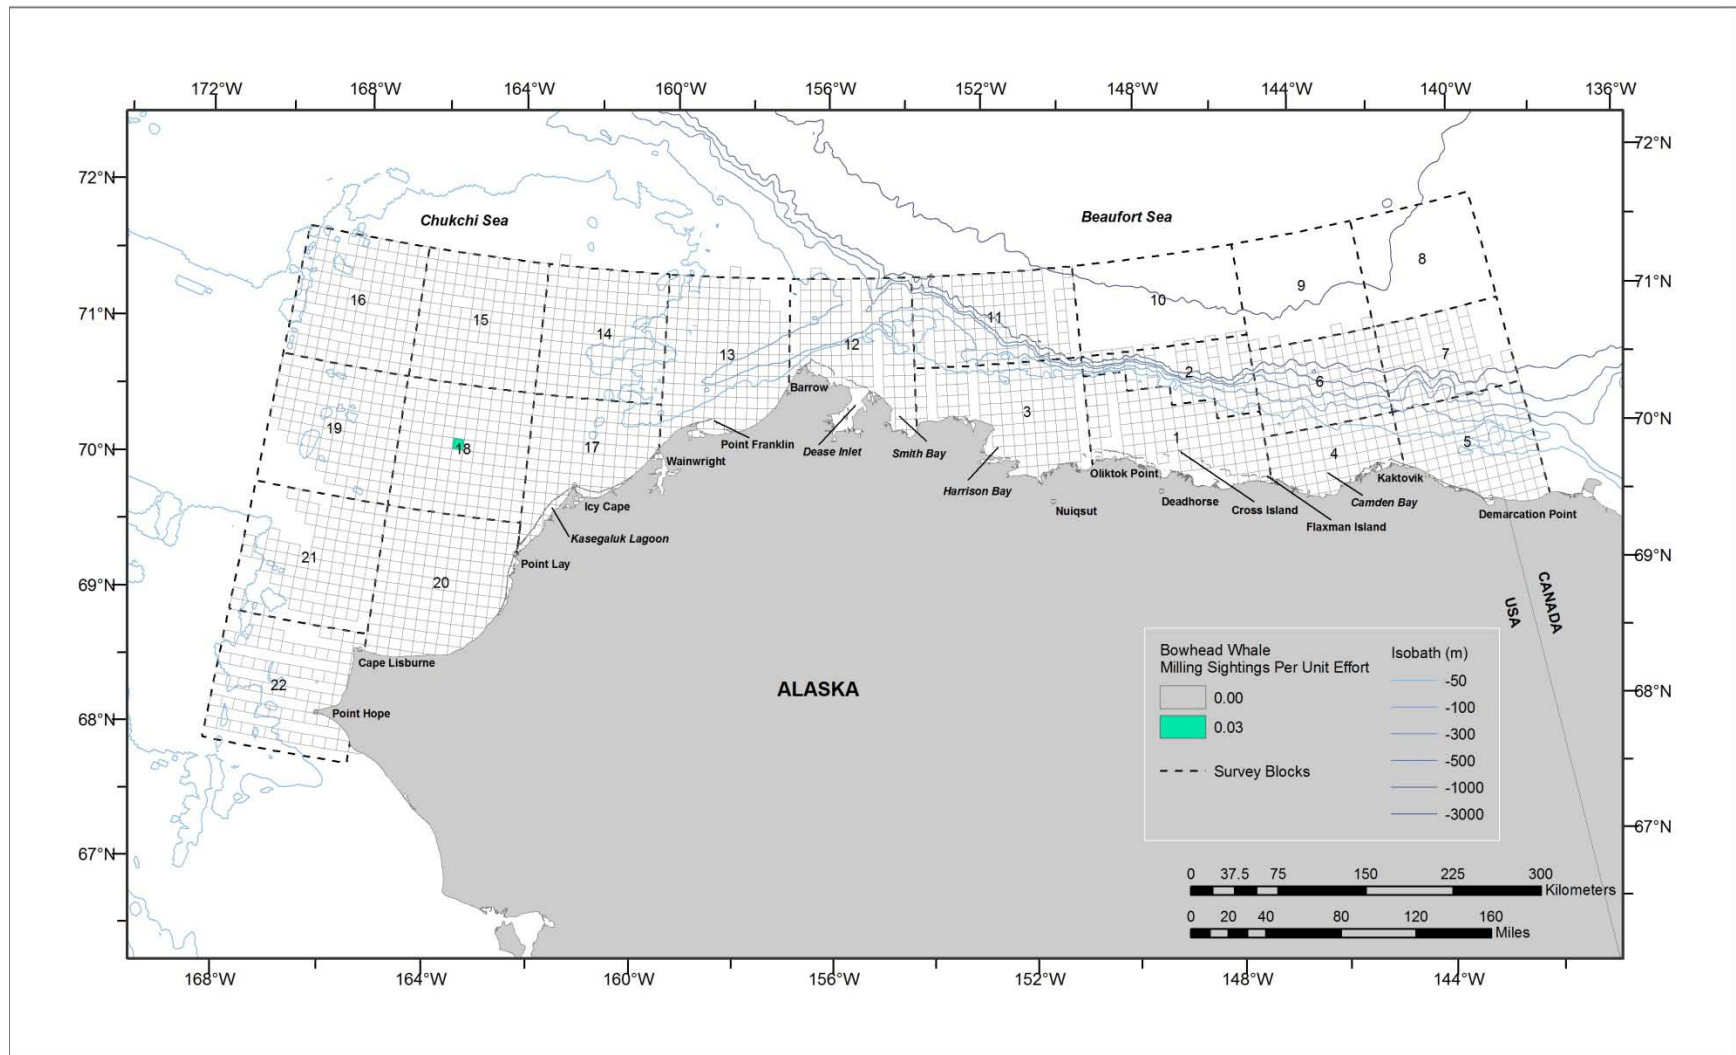 172°W 168°W 164°W 160°W 156°W 152°W 148°W 144°W 140°W 136°W
72°N
72°N
Chukchi Sea
Beaufort Sea
8
71°N
9
16
10
71°N
15
11
14
13
12
7
2
6
Barrow
3
70°N
19
Point Franklin
1
5
70°N
18
17
Dease Inlet
Smith Bay
4
Wainwright
Oliktok Point
Kaktovik
Harrison Bay
Deadhorse
Camden Bay
Icy Cape
Nuiqsut
Cross Island
Demarcation Point
Flaxman Island
Kasegaluk Lagoon
21
69°N
Point Lay
69°N
20
CANADA
USA
Bowhead Whale
Milling Sightings Per Unit Effort
0.00
0.03
Survey Blocks
Isobath (m)
-50
-100
-300
-500
-1000
-3000
Cape Lisburne
22
ALASKA
68°N
68°N
Point Hope
67°N
67°N
0 37.5 75 150 225 300
Kilometers
0 20 40 80 120 160
Miles
168°W 164°W 160°W 156°W 152°W 148°W 144°W